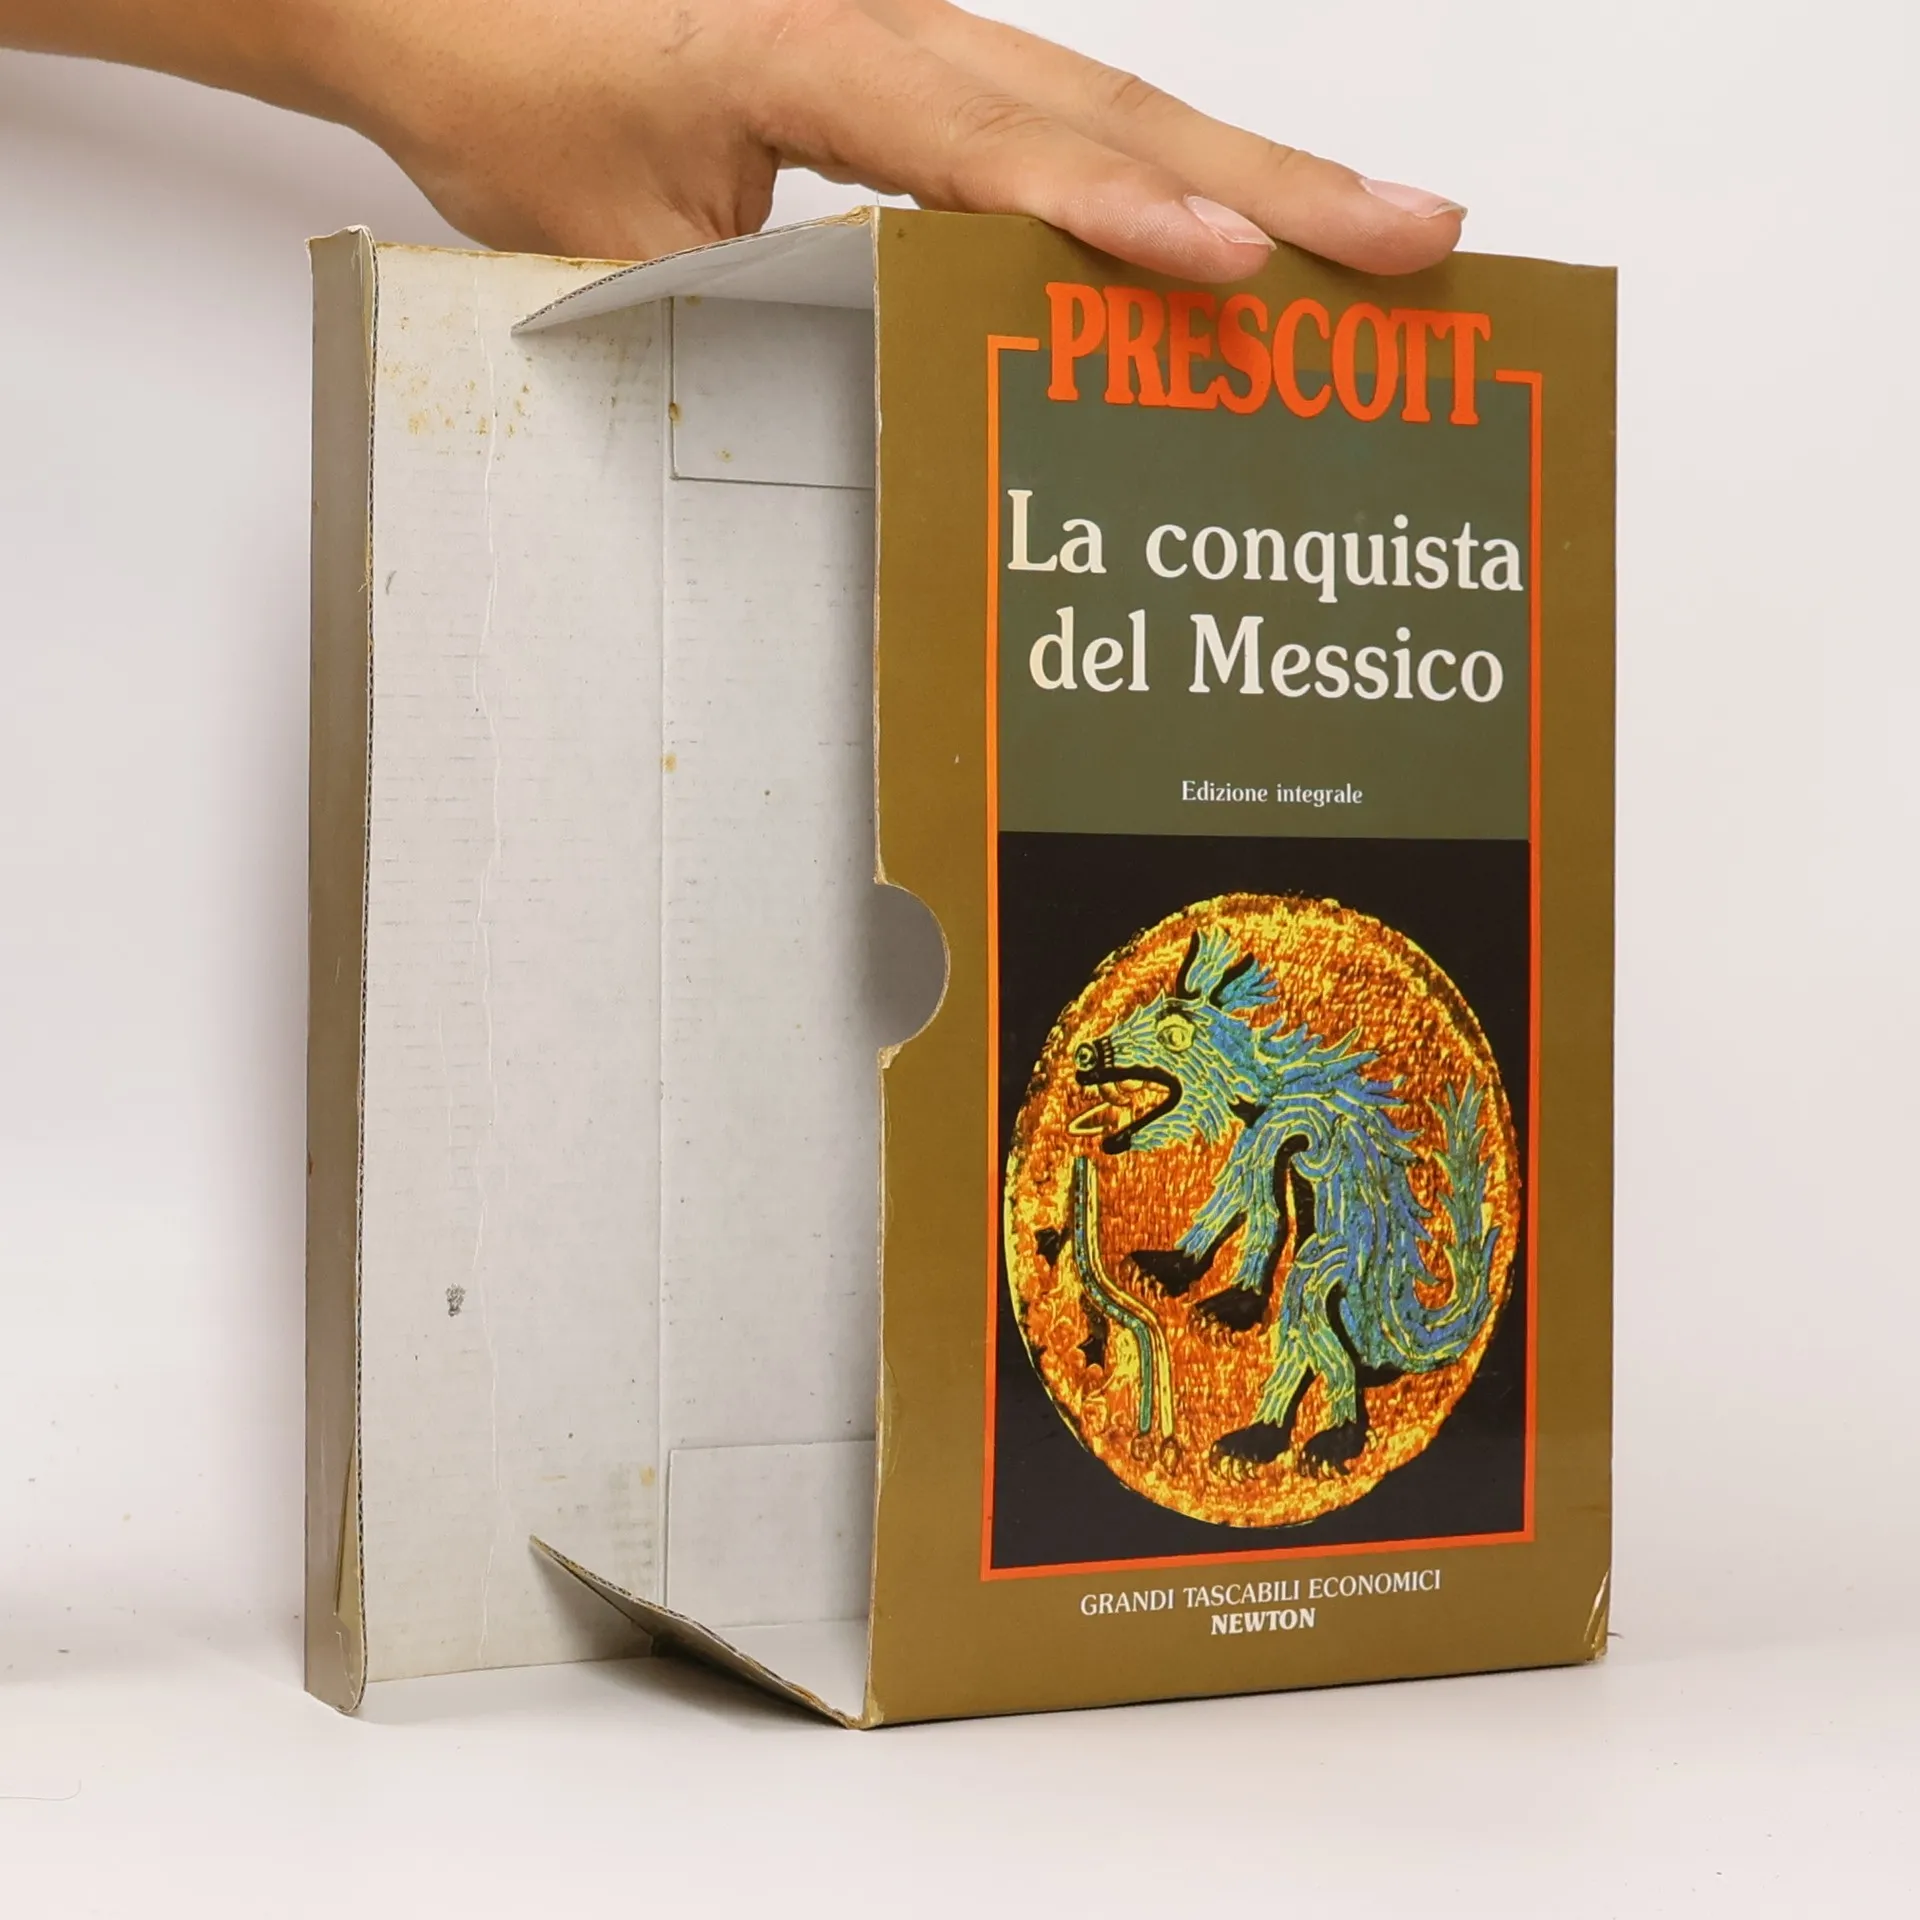 PRESCOTT
La conquista
del Messico
Edizione integrale
GRANDI TASCABILI ECONOMICI
NEWTON